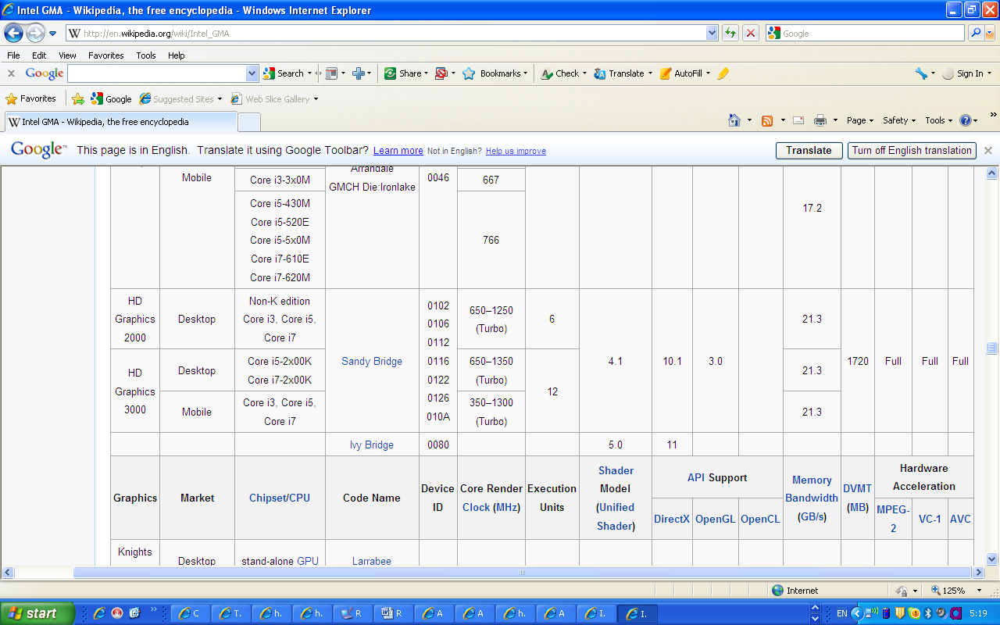 Intel GMA - Wikipedia, the free encyclopedia - Windows Internet Explorer
http://en.wikipedia.org/wiki/Intel_GMA
Google
File Edit View Favorites Tools Help
Google Search Share Bookmarks Check Translate AutoFill Sign In
Favorites Google Suggested Sites Web Slice Gallery
Intel GMA - Wikipedia, the free encyclopedia
Page Safety Tools
Google™ This page is in English. Translate it using Google Toolbar? Learn more Not in English? Help us improve Translate Turn off English translation
Mobile
Core i3-3x0M
Arrandale
GMCH Die:Ironlake
0046
667
Core i5-430M
Core i5-520E
Core i5-5x0M
Core i7-610E
Core i7-620M
766
17.2
HD
Graphics
2000
Desktop
Non-K edition
Core i3, Core i5,
Core i7
Sandy Bridge
0102
0106
0112
0116
0122
0126
010A
650–1250
(Turbo)
6
4.1
10.1
3.0
21.3
1720
Full
Full
Full
HD
Graphics
3000
Desktop
Core i5-2x00K
Core i7-2x00K
650–1350
(Turbo)
12
21.3
Mobile
Core i3, Core i5,
Core i7
350–1300
(Turbo)
21.3
Ivy Bridge 0080 5.0 11
Graphics
Market
Chipset/CPU
Code Name
Device
ID
Core Render
Clock (MHz)
Execution
Units
Shader
Model
(Unified
Shader)
API Support
DirectX OpenGL OpenCL
Memory
Bandwidth
(GB/s)
DVMT
(MB)
Hardware
Acceleration
MPEG-
2
VC-1
AVC
Knights
Desktop
stand-alone GPU
Larrabee
Internet 125%
start C T. h. h. R R A A h. A I. I. EN 5:19